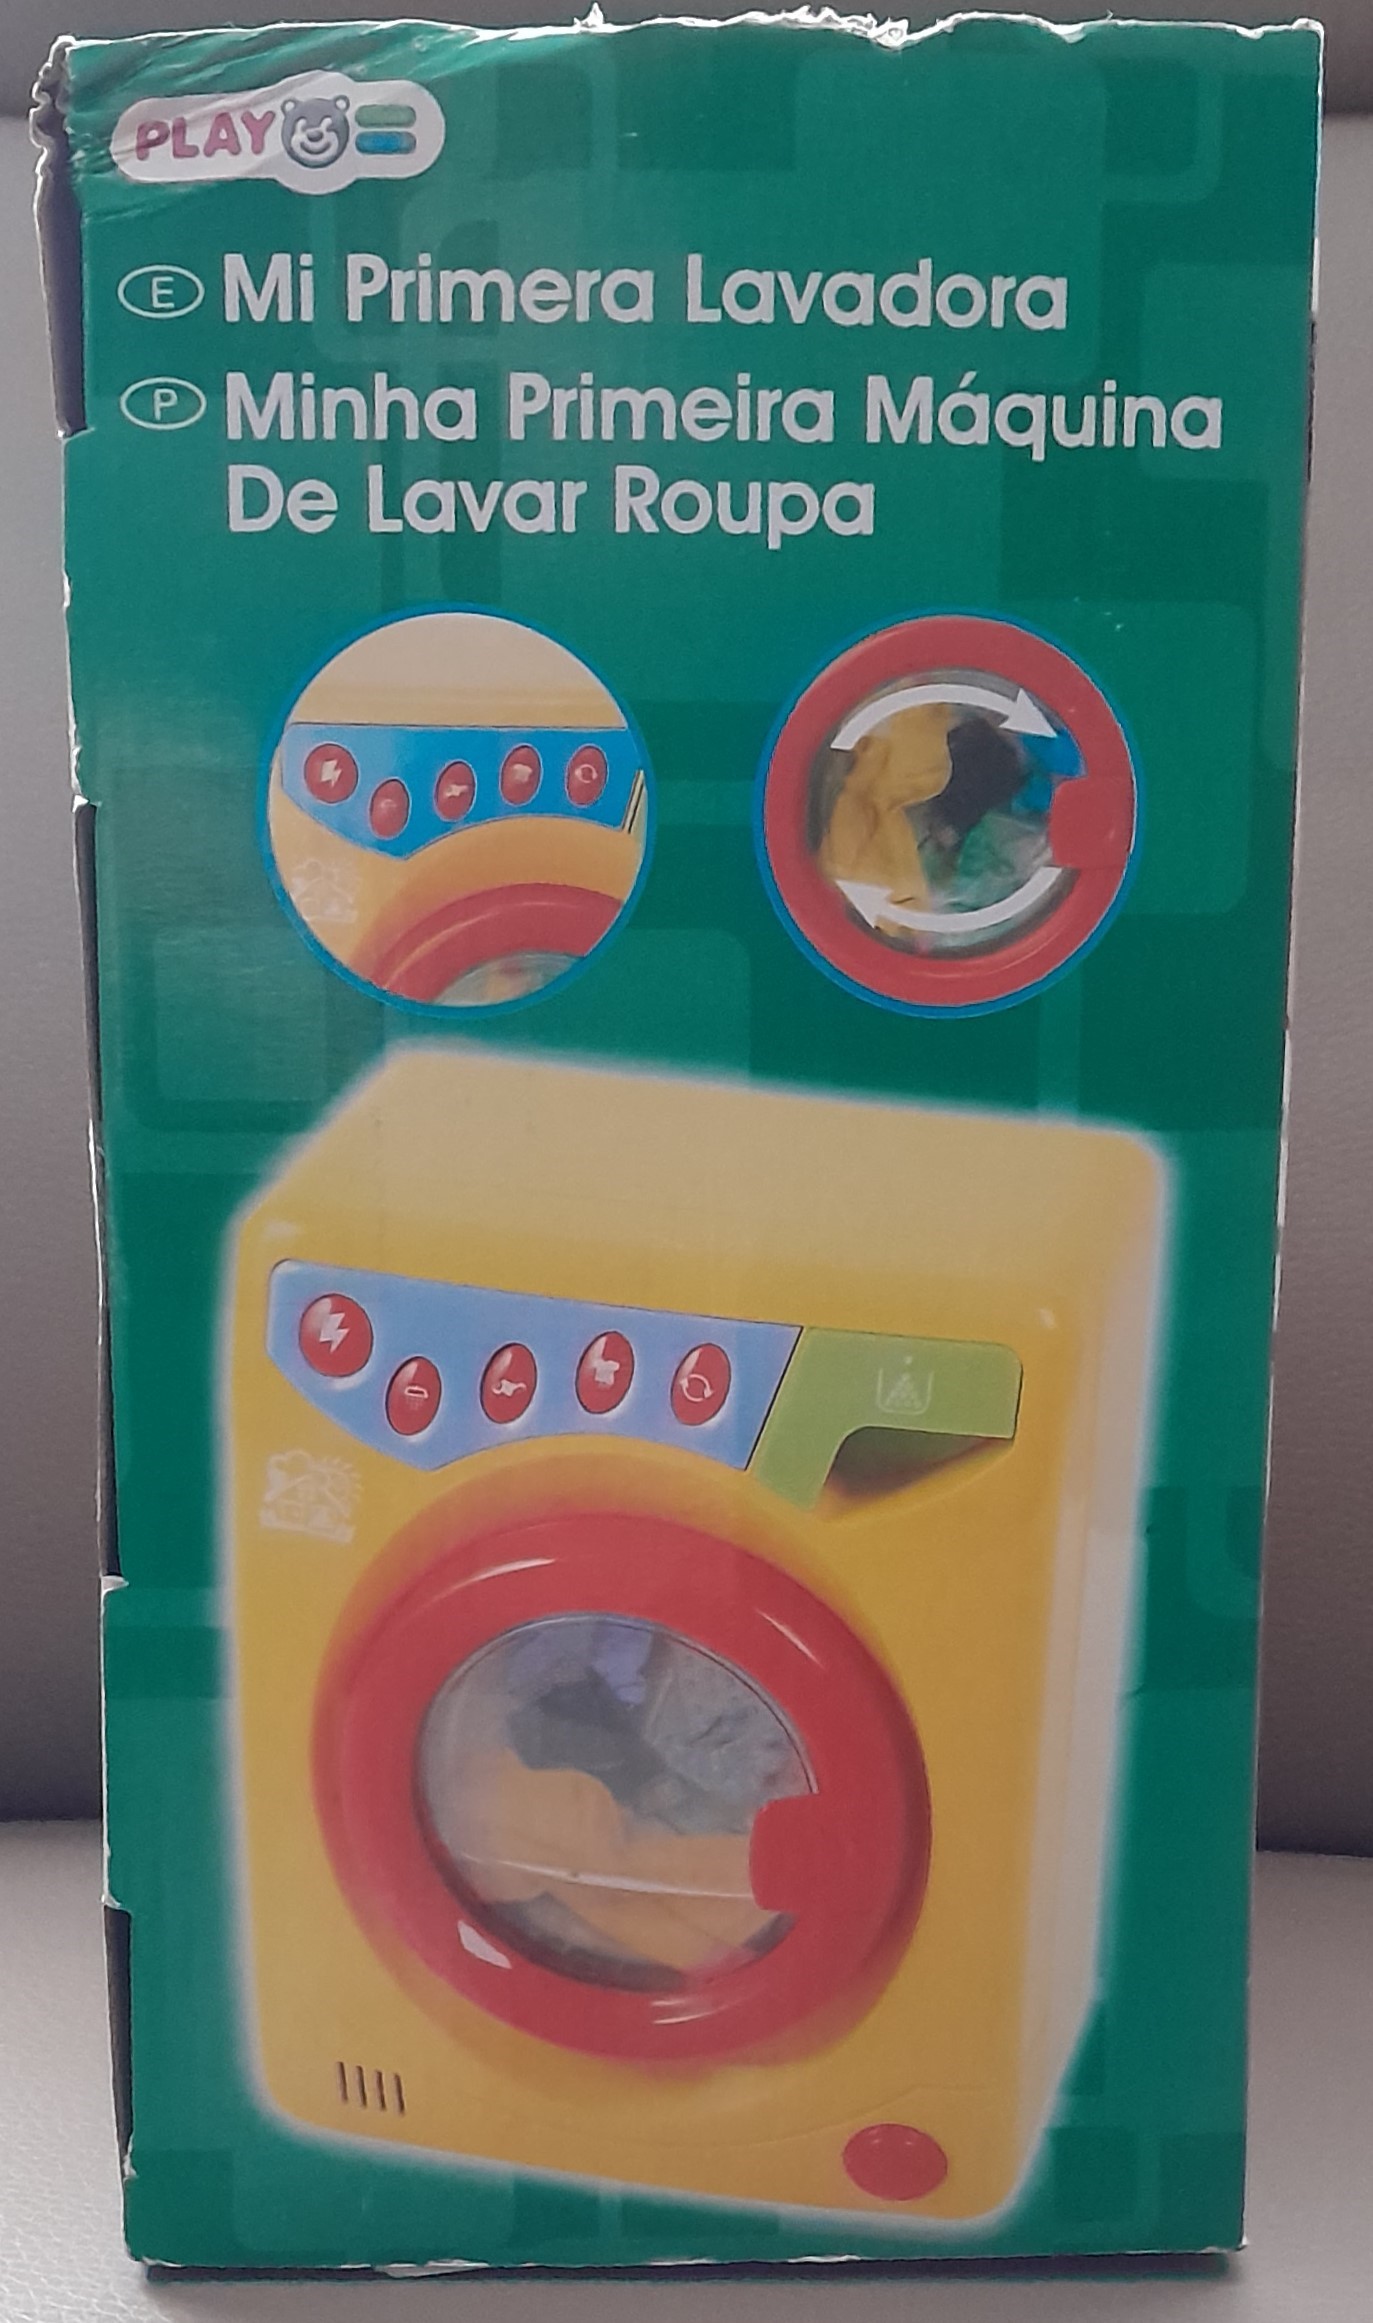 PLAY
E Mi Primera Lavadora
P Minha Primeira Máquina
De Lavar Roupa